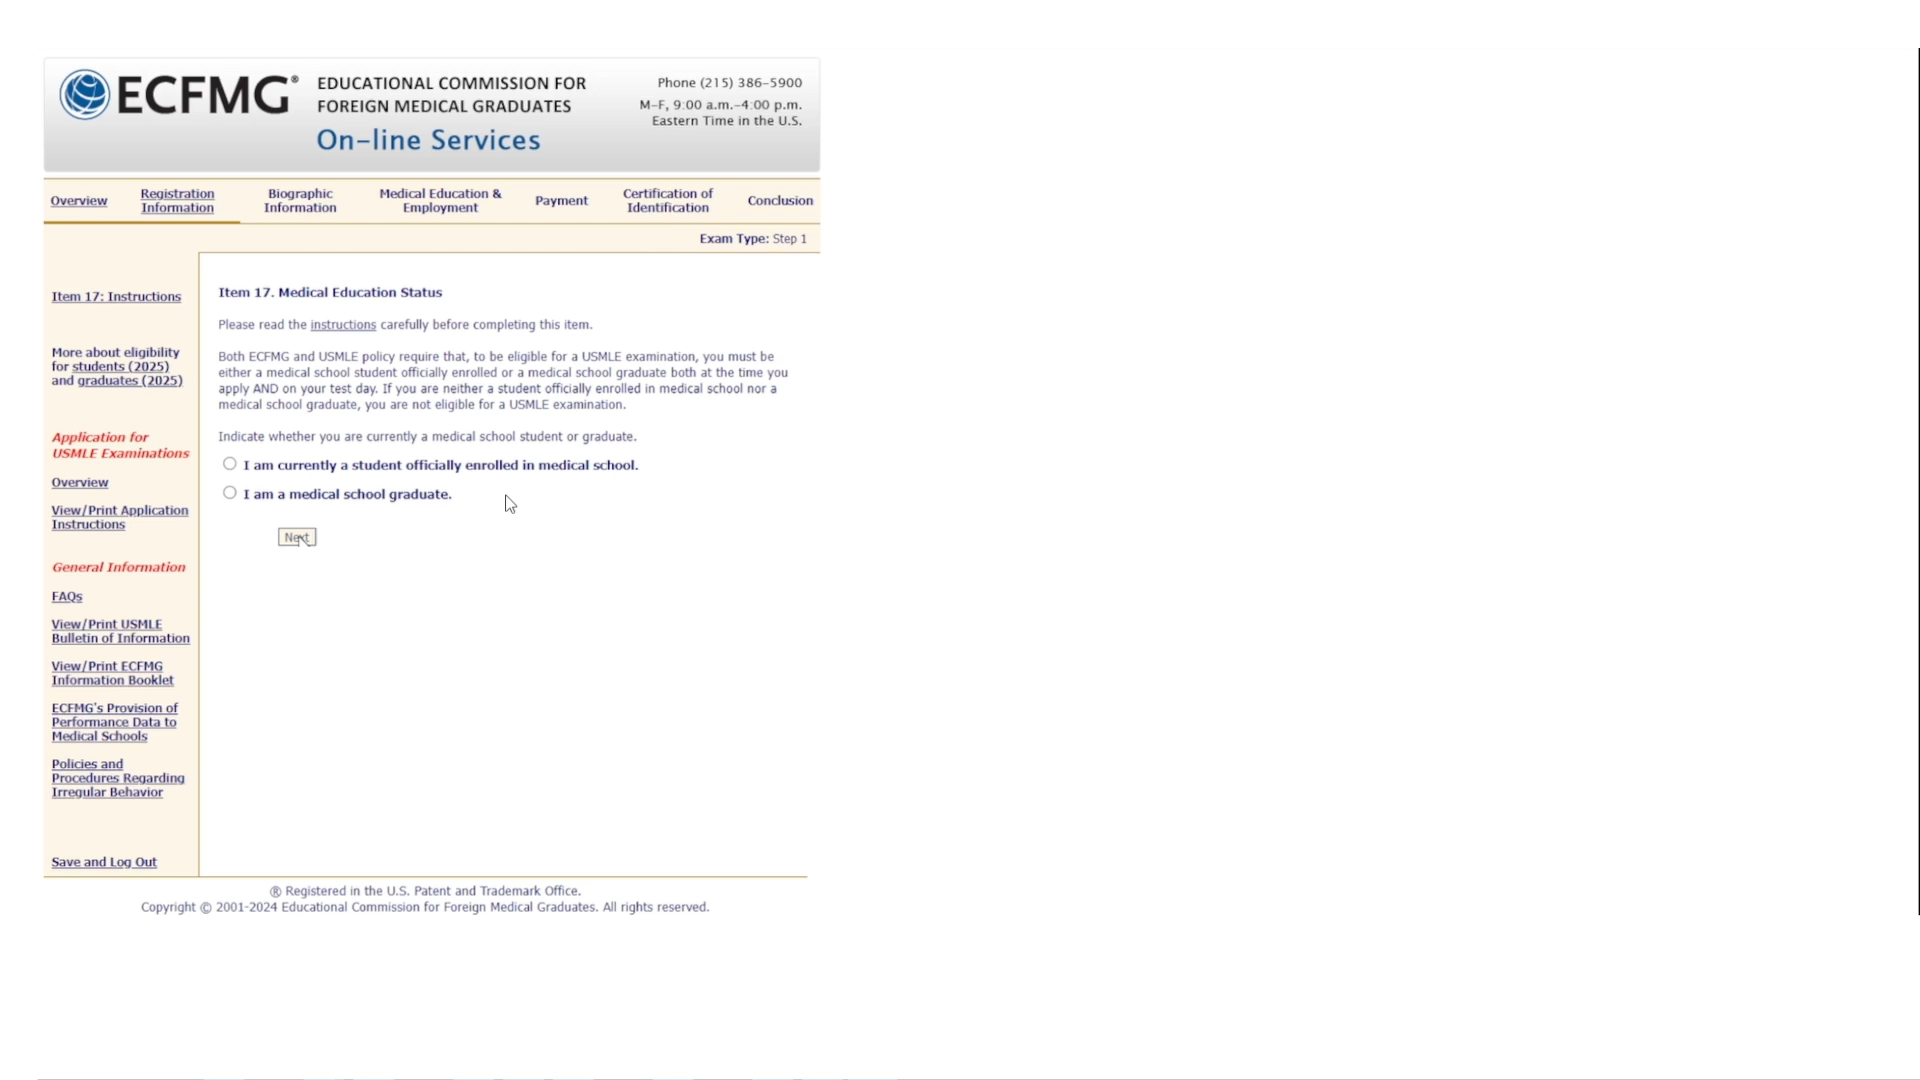 ECFMG®
EDUCATIONAL COMMISSION FOR
FOREIGN MEDICAL GRADUATES
On-line Services
Phone (215) 386-5900
M-F, 9:00 a.m.-4:00 p.m.
Eastern Time in the U.S.
Overview
Registration
Information
Biographic
Information
Medical Education &
Employment
Payment
Certification of
Identification
Conclusion
Exam Type: Step 1
Item 17: Instructions
More about eligibility
for students (2025)
and graduates (2025)
Application for
USMLE Examinations
Overview
View/Print Application
Instructions
General Information
FAQs
View/Print USMLE
Bulletin of Information
View/Print ECFMG
Information Booklet
ECFMG's Provision of
Performance Data to
Medical Schools
Policies and
Procedures Regarding
Irregular Behavior
Save and Log Out
Item 17. Medical Education Status
Please read the instructions carefully before completing this item.
Both ECFMG and USMLE policy require that, to be eligible for a USMLE examination, you must be
either a medical school student officially enrolled or a medical school graduate both at the time you
apply AND on your test day. If you are neither a student officially enrolled in medical school nor a
medical school graduate, you are not eligible for a USMLE examination.
Indicate whether you are currently a medical school student or graduate.
I am currently a student officially enrolled in medical school.
I am a medical school graduate.
Next
® Registered in the U.S. Patent and Trademark Office.
Copyright © 2001-2024 Educational Commission for Foreign Medical Graduates. All rights reserved.